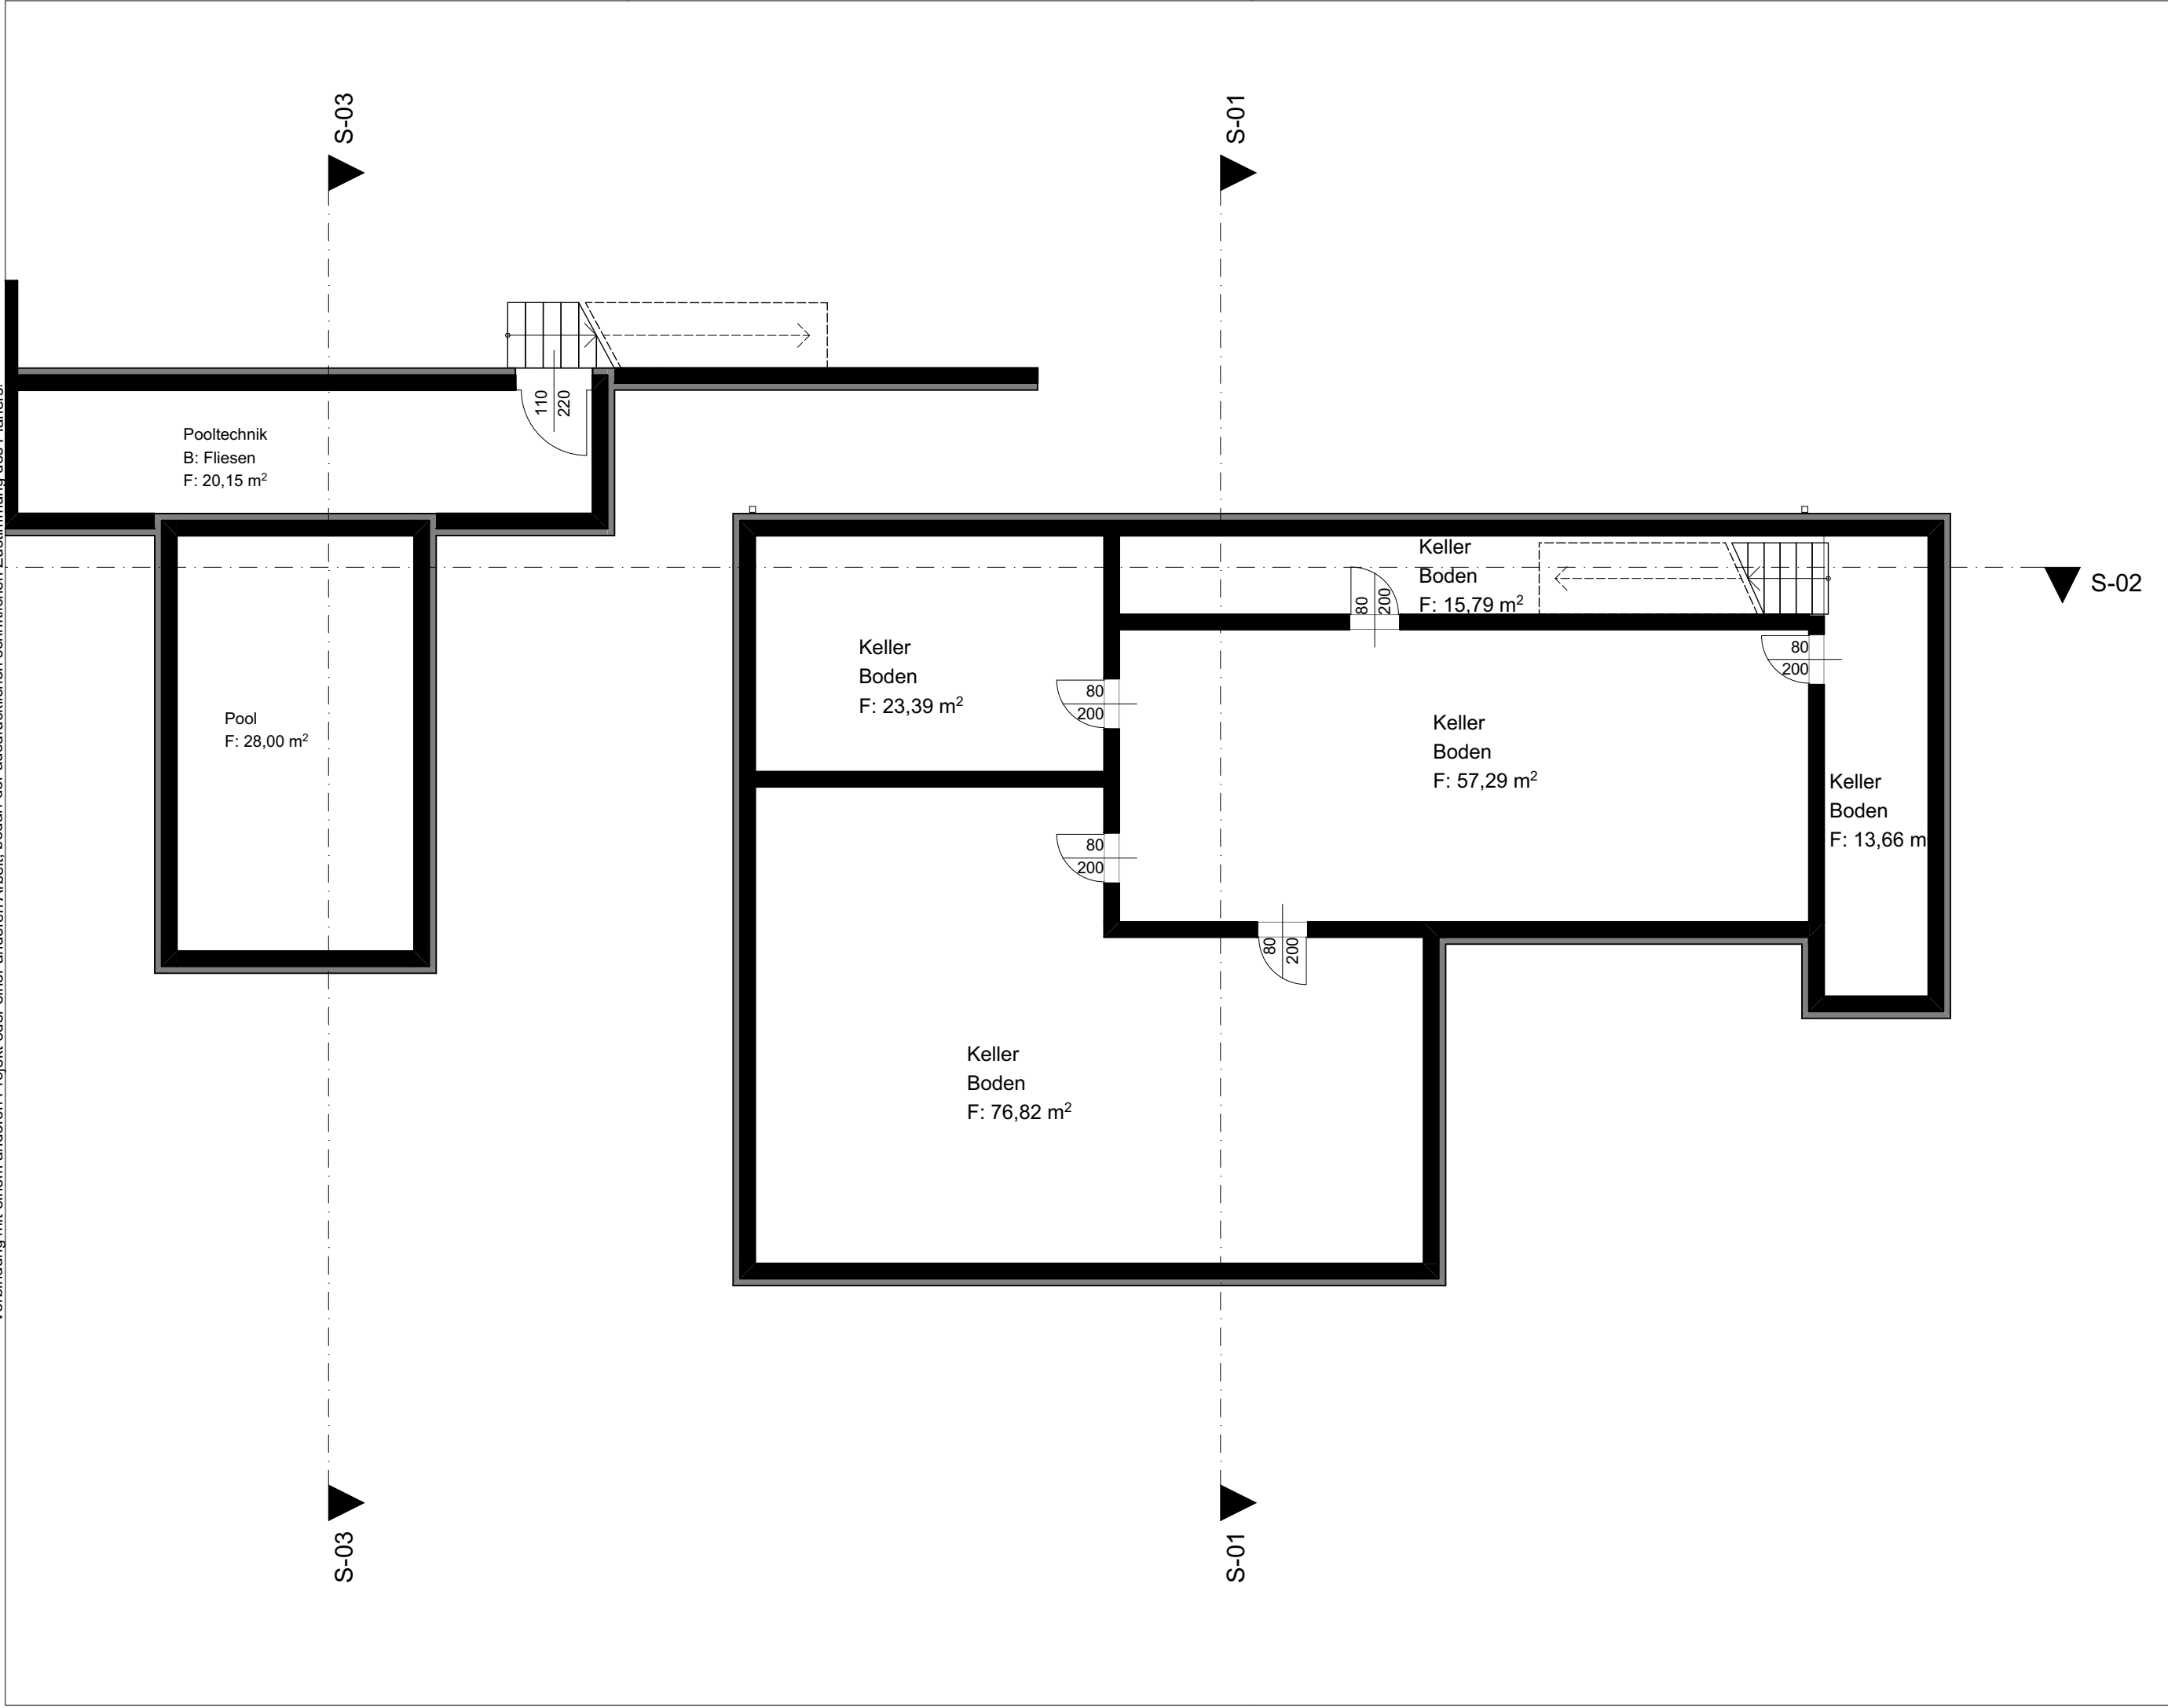 S-03
S-01
110
220
Pooltechnik
B: Fliesen
F: 20,15 m²
Keller
Boden
F: 15,79 m²
80
200
S-02
80
200
Keller
Boden
F: 23,39 m²
80
200
Pool
F: 28,00 m²
Keller
Boden
F: 57,29 m²
Keller
Boden
F: 13,66 m
80
200
80
200
Keller
Boden
F: 76,82 m²
S-03
S-01